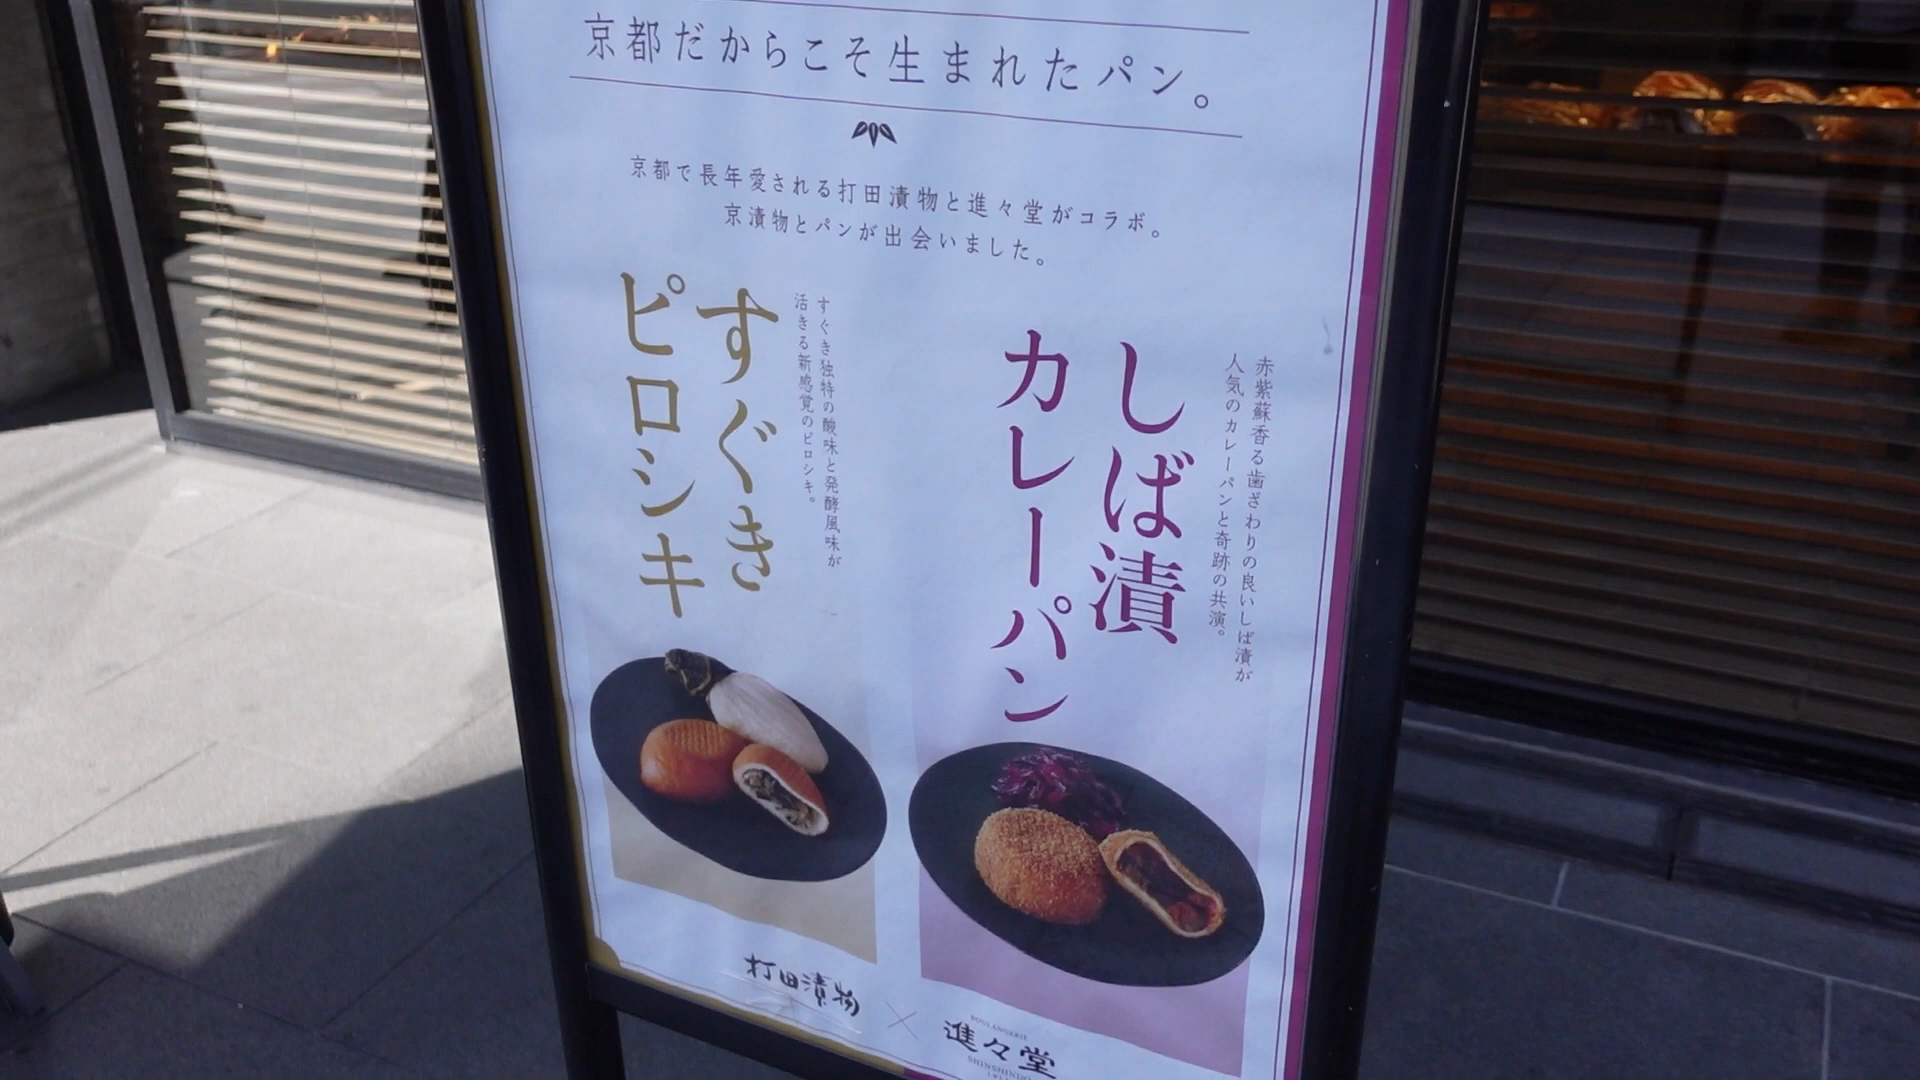 京都だからこそ生まれたパン。
京都で長年愛される打田漬物と進々堂がコラボ。
京漬物とパンが出会いました。
赤紫蘇香る歯ざわりの良いしば漬が
人気のカレーパンと奇跡の共演。
しば漬
カレーパン
すぐき独特の酸味と発酵風味が
活きる新感覚のピロシキ。
すぐき
ピロシキ
打田漬物
×
BOULANGERIE
進々堂
SHINSHINDO